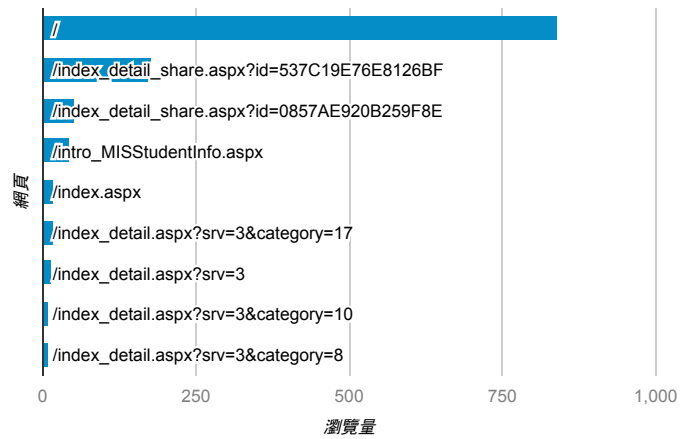 /
/index_detail_share.aspx?id=537C19E76E8126BF
/index_detail_share.aspx?id=0857AE920B259F8E
/intro_MISStudentInfo.aspx
/index.aspx
/index_detail.aspx?srv=3&category=17
/index_detail.aspx?srv=3
/index_detail.aspx?srv=3&category=10
/index_detail.aspx?srv=3&category=8
網頁
0 250 500 750 1,000
瀏覽量